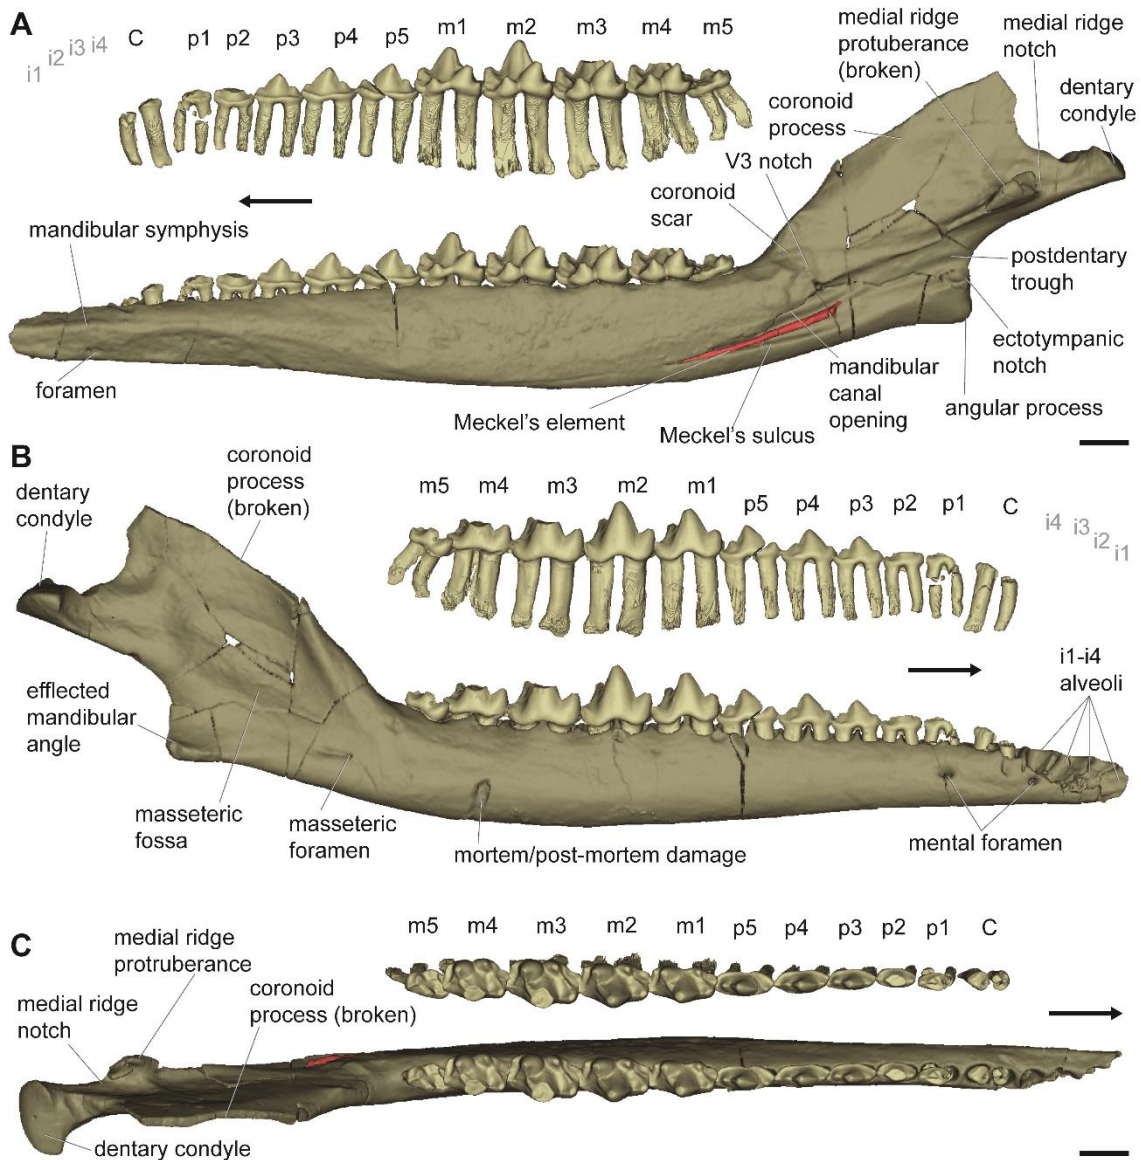 A
i1 i2 i3 i4 C p1 p2 p3 p4 p5 m1 m2 m3 m4 m5
medial ridge
protuberance
(broken)
medial ridge
notch
dentary
condyle
coronoid
process
V3 notch
coronoid
scar
mandibular symphysis
postdentary
trough
ectotympanic
notch
foramen
Meckel's element
Meckel's sulcus
mandibular
canal
opening
angular process
B
dentary
condyle
coronoid
process
(broken)
m5 m4 m3 m2 m1 p5 p4 p3 p2 p1 C i4 i3 i2 i1
i1-i4
alveoli
efflected
mandibular
angle
masseteric
fossa
masseteric
foramen
mortem/post-mortem damage
mental foramen
C
m5 m4 m3 m2 m1 p5 p4 p3 p2 p1 C
medial ridge
protruberance
medial ridge
notch
coronoid
process (broken)
dentary condyle